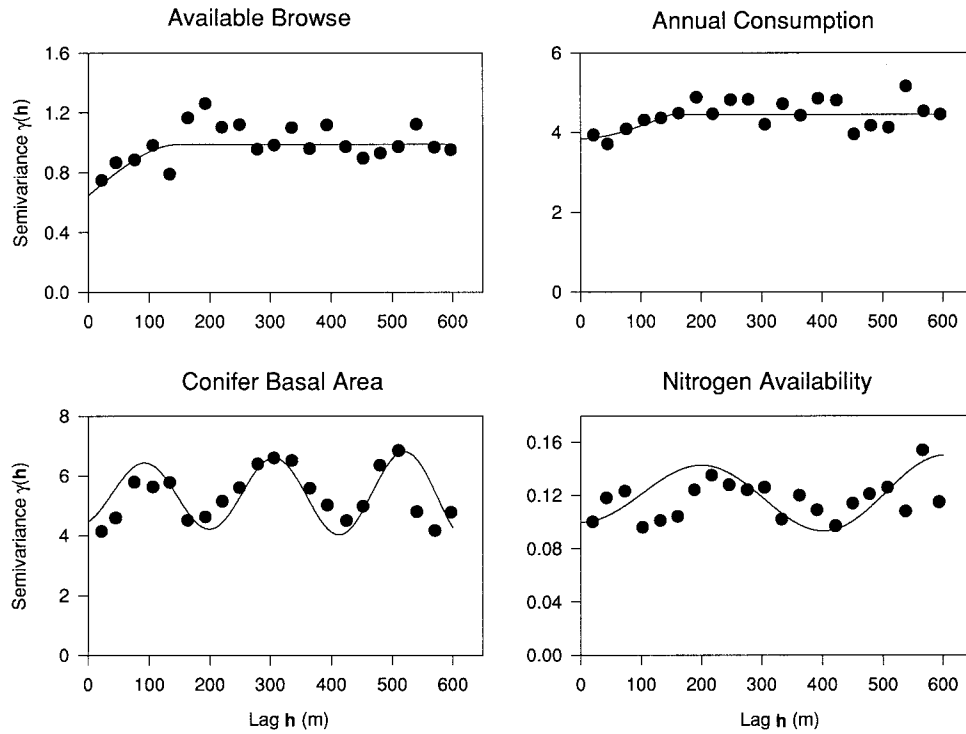 Available Browse
1.6
1.2
0.8
0.4
0.0
Semivariance γ(h)
0 100 200 300 400 500 600
Annual Consumption
6
4
2
0
0 100 200 300 400 500 600
Conifer Basal Area
8
6
4
2
0
Semivariance γ(h)
0 100 200 300 400 500 600
Lag h (m)
Nitrogen Availability
0.16
0.12
0.08
0.04
0.00
0 100 200 300 400 500 600
Lag h (m)